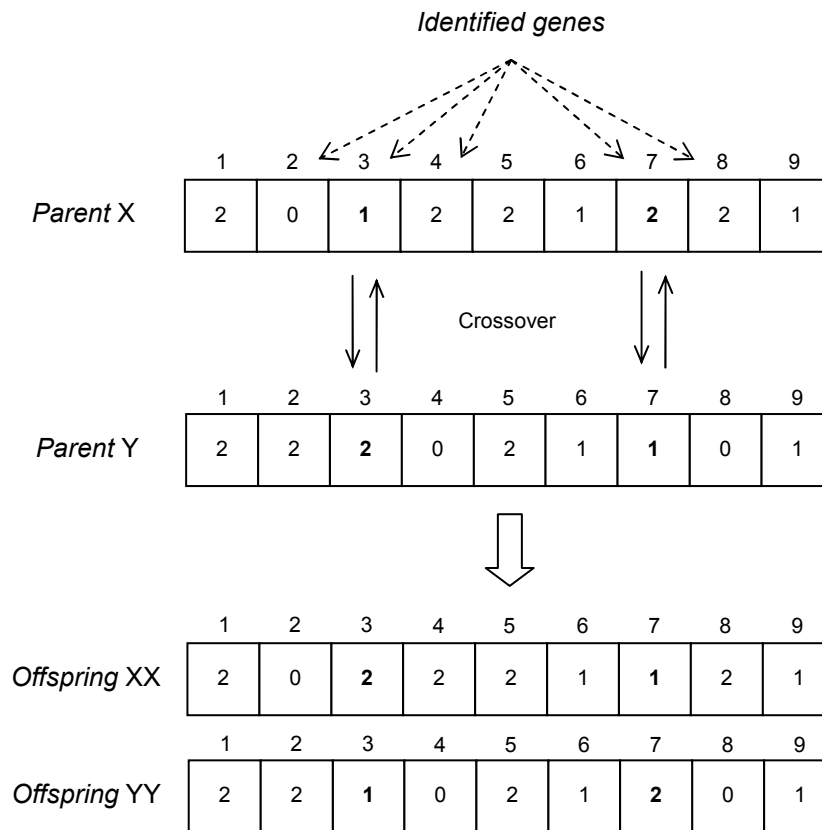 Identified genes
1 2 3 4 5 6 7 8 9
Parent X 2 0 1 2 2 1 2 2 1
Crossover
1 2 3 4 5 6 7 8 9
Parent Y 2 2 2 0 2 1 1 0 1
1 2 3 4 5 6 7 8 9
Offspring XX 2 0 2 2 2 1 1 2 1
1 2 3 4 5 6 7 8 9
Offspring YY 2 2 1 0 2 1 2 0 1